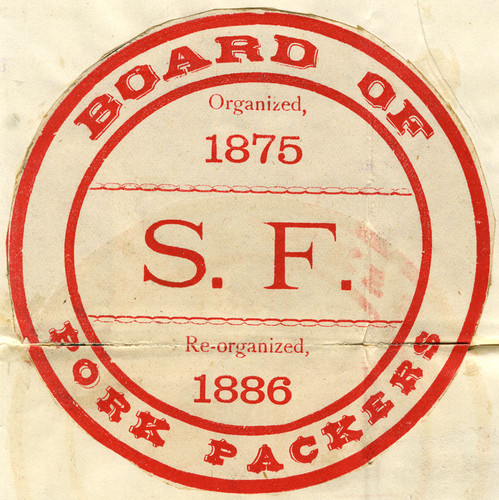 BOARD OF
Organized,
1875
S. F.
Re-organized,
1886
PORK PACKERS